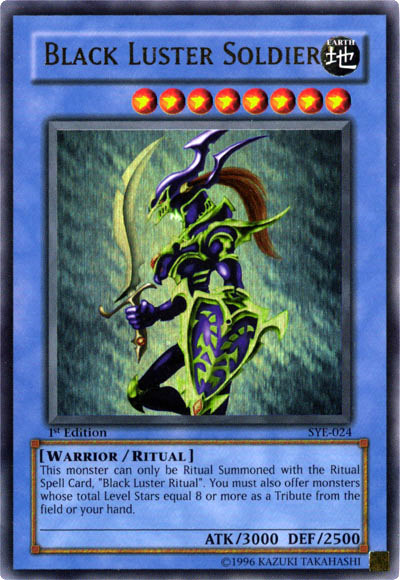 BLACK LUSTER SOLDIER
EARTH
地
1st Edition
SYE-024
[WARRIOR / RITUAL]
This monster can only be Ritual Summoned with the Ritual
Spell Card, "Black Luster Ritual". You must also offer monsters
whose total Level Stars equal 8 or more as a Tribute from the
field or your hand.
ATK/3000 DEF/2500
©1996 KAZUKI TAKAHASHI